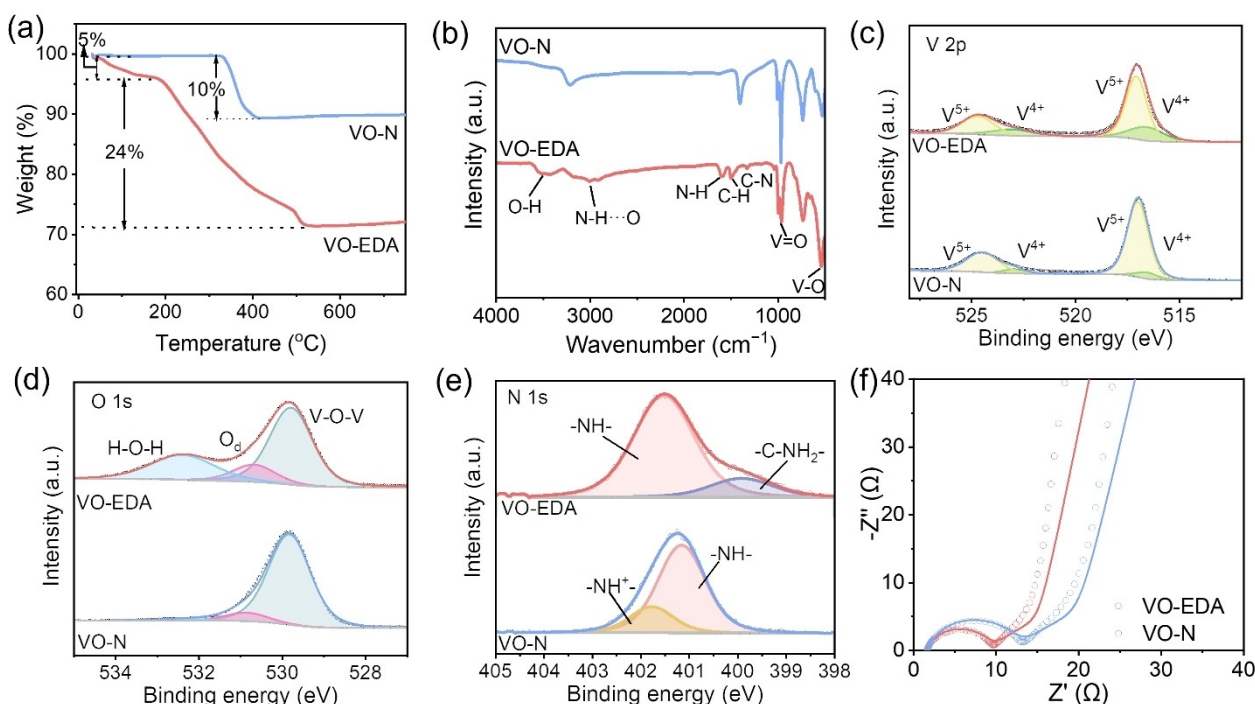 (a)
5%
100
90
80
70
60
10%
24%
VO-N
VO-EDA
0 200 400 600
Weight (%)
Temperature (°C)
(b)
VO-N
VO-EDA
O-H
N-H···O
N-H
C-H
C-N
V=O
V-O
4000 3000 2000 1000
Intensity (a.u.)
Wavenumber (cm⁻¹)
(c)
V 2p
V⁵⁺
V⁴⁺
V⁵⁺
V⁴⁺
VO-EDA
V⁵⁺
V⁴⁺
V⁵⁺
V⁴⁺
VO-N
525 520 515
Intensity (a.u.)
Binding energy (eV)
(d)
O 1s
H-O-H
O_d
V-O-V
VO-EDA
VO-N
534 532 530 528
Intensity (a.u.)
Binding energy (eV)
(e)
N 1s
-NH-
-C-NH₂-
VO-EDA
-NH⁺-
-NH-
VO-N
405 404 403 402 401 400 399 398
Intensity (a.u.)
Binding energy (eV)
(f)
40
30
20
10
0
VO-EDA
VO-N
0 10 20 30 40
-Z'' (Ω)
Z' (Ω)